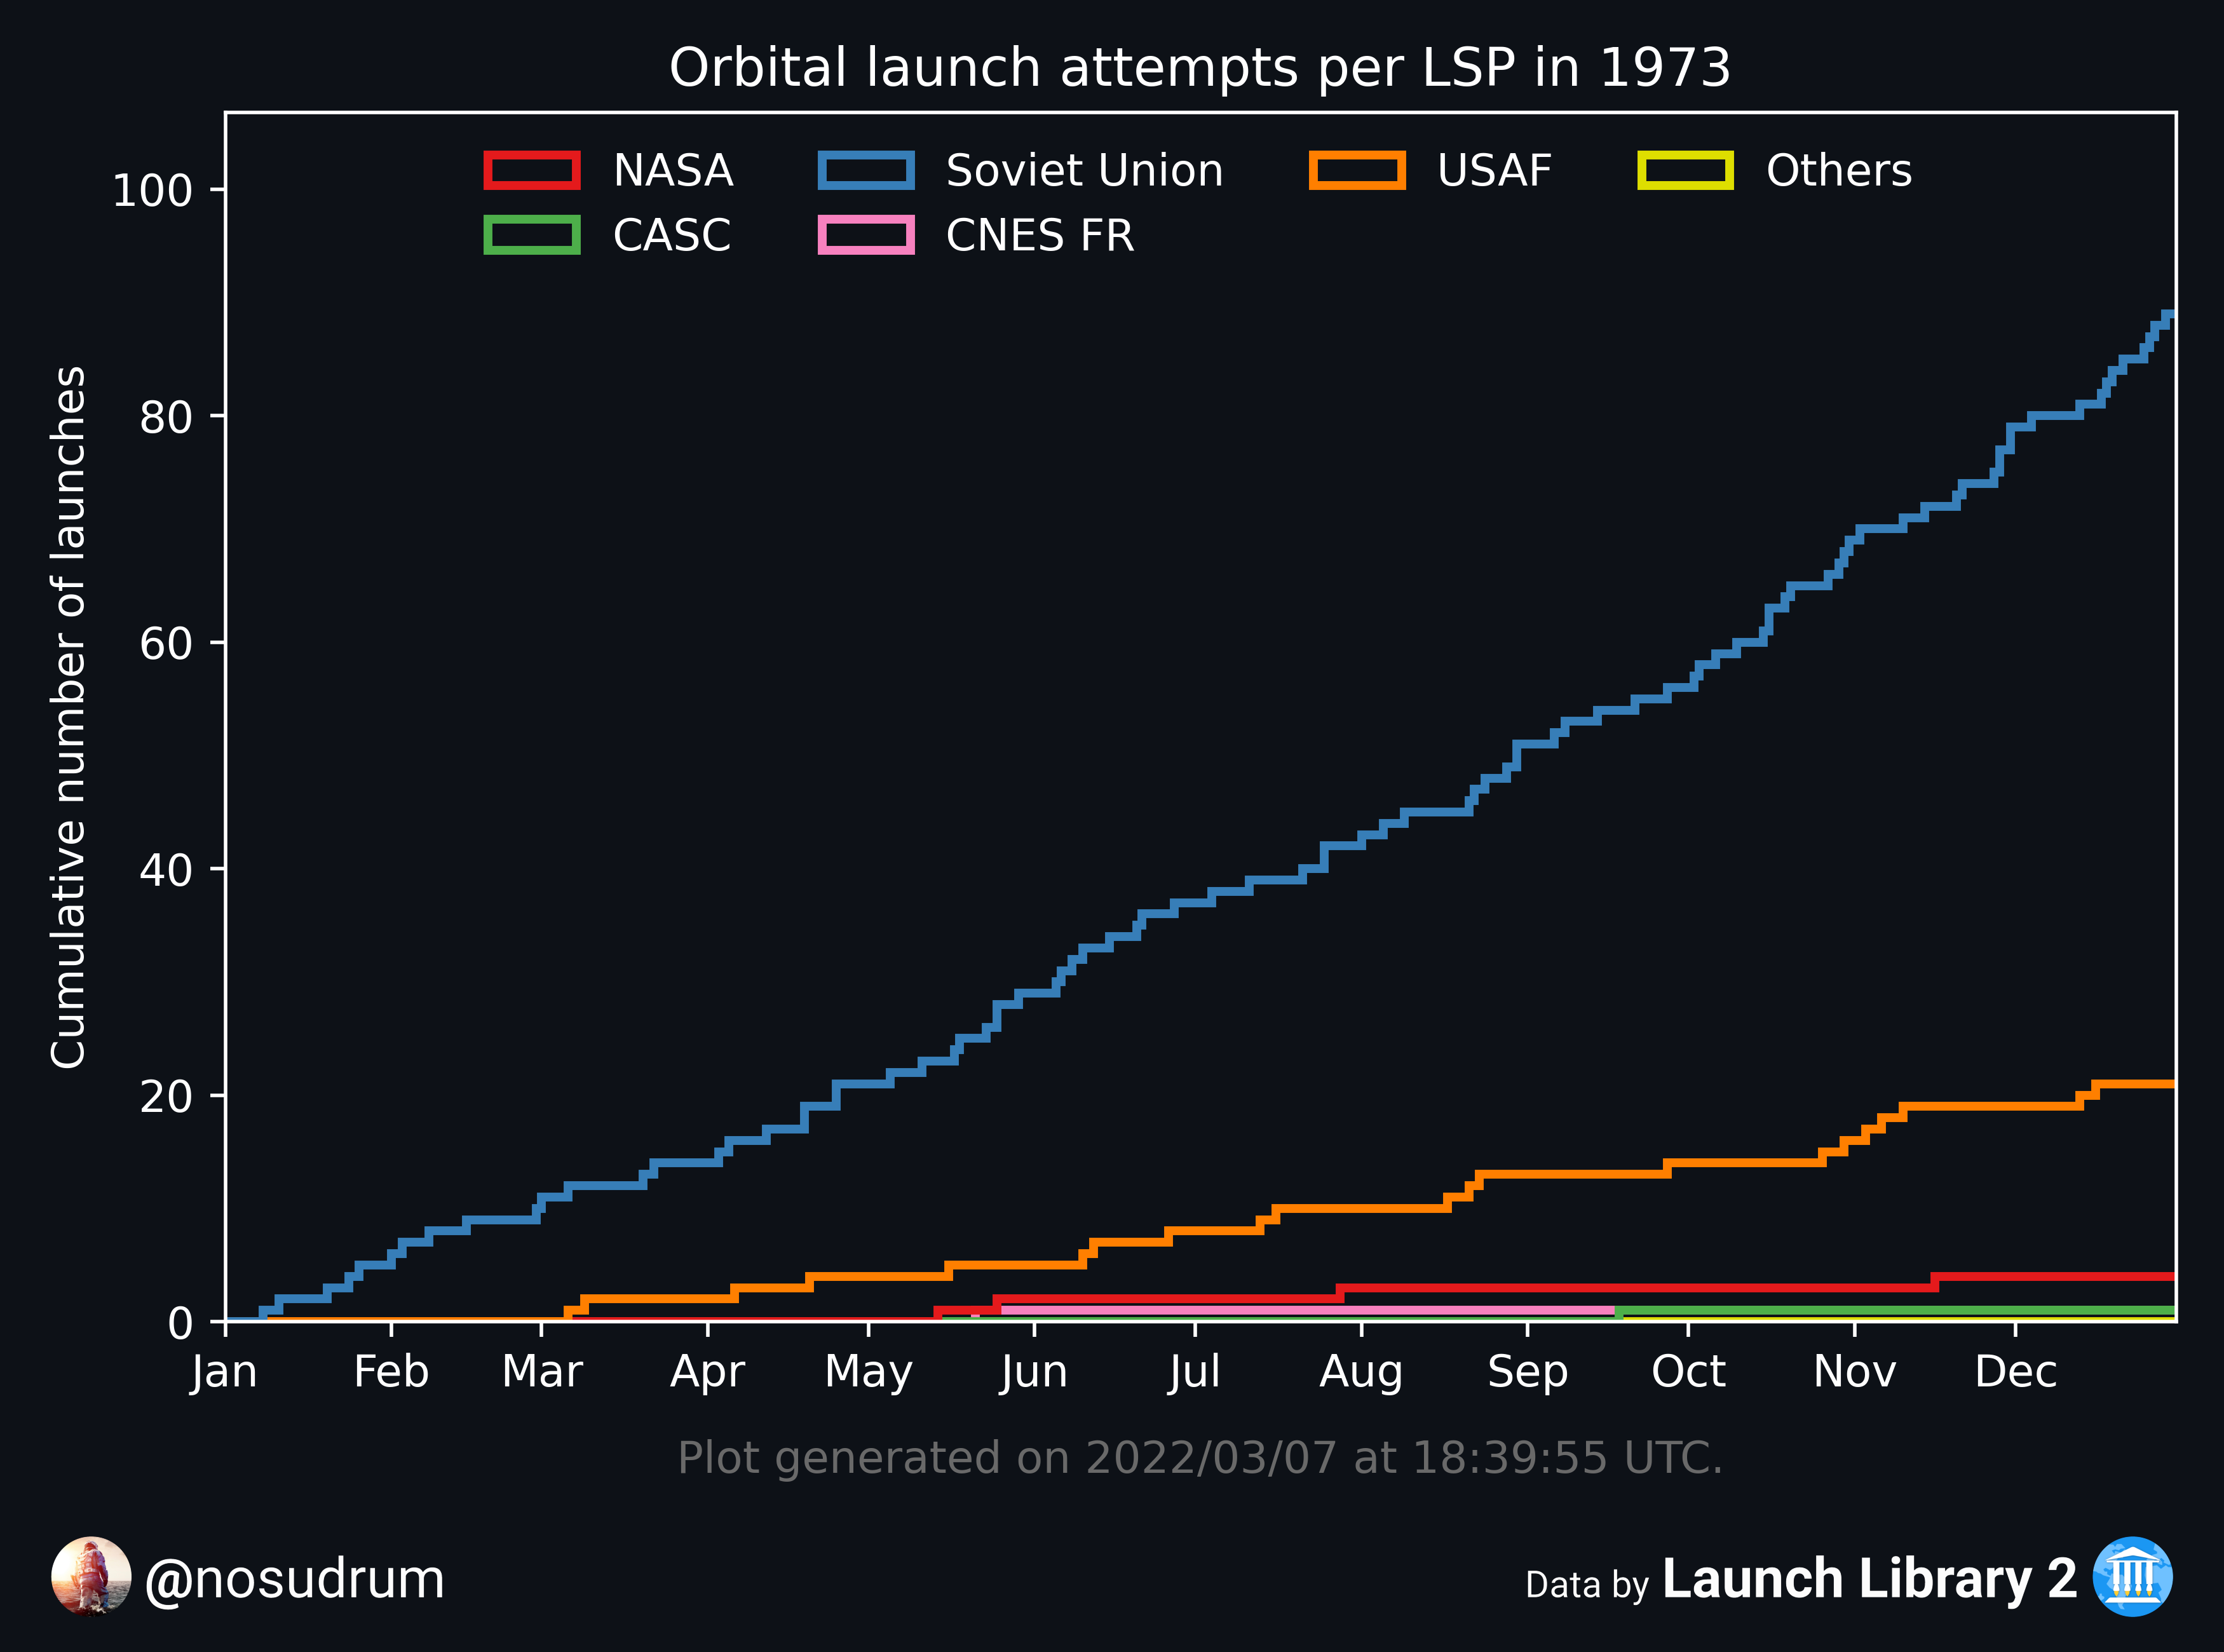 Orbital launch attempts per LSP in 1973
NASA Soviet Union USAF Others
CASC CNES FR
Cumulative number of launches
100
80
60
40
20
0
Jan Feb Mar Apr May Jun Jul Aug Sep Oct Nov Dec
Plot generated on 2022/03/07 at 18:39:55 UTC.
@nosudrum
Data by Launch Library 2